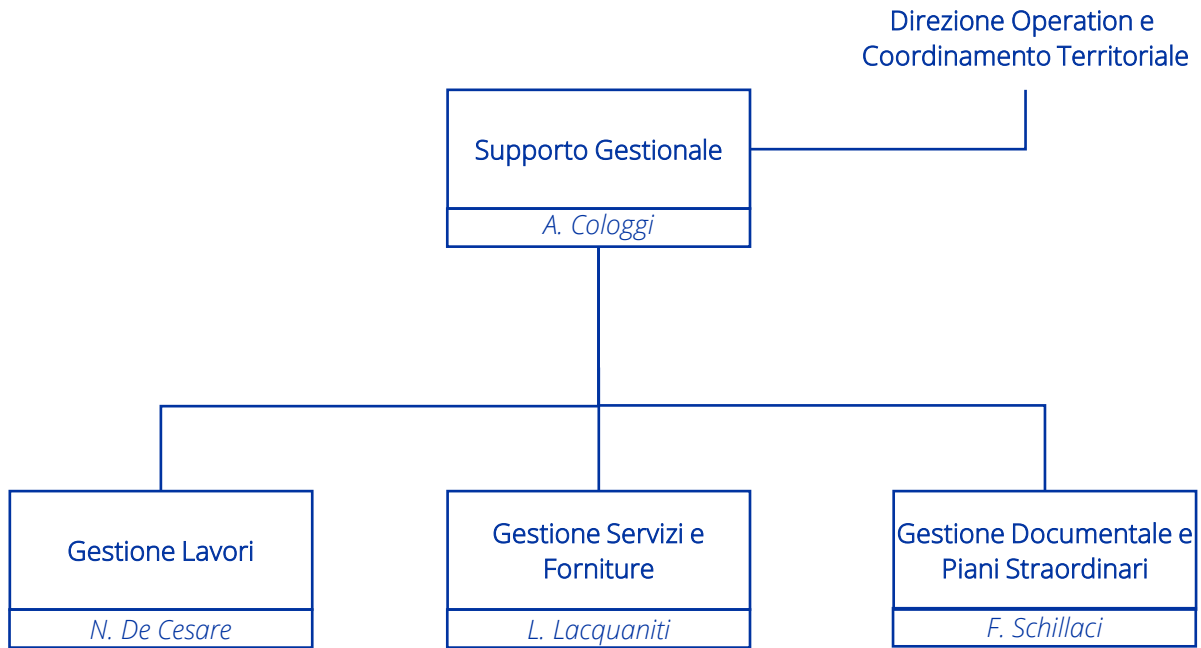 Direzione Operation e
Coordinamento Territoriale
Supporto Gestionale
A. Cologgi
Gestione Lavori
N. De Cesare
Gestione Servizi e
Forniture
L. Lacquaniti
Gestione Documentale e
Piani Straordinari
F. Schillaci